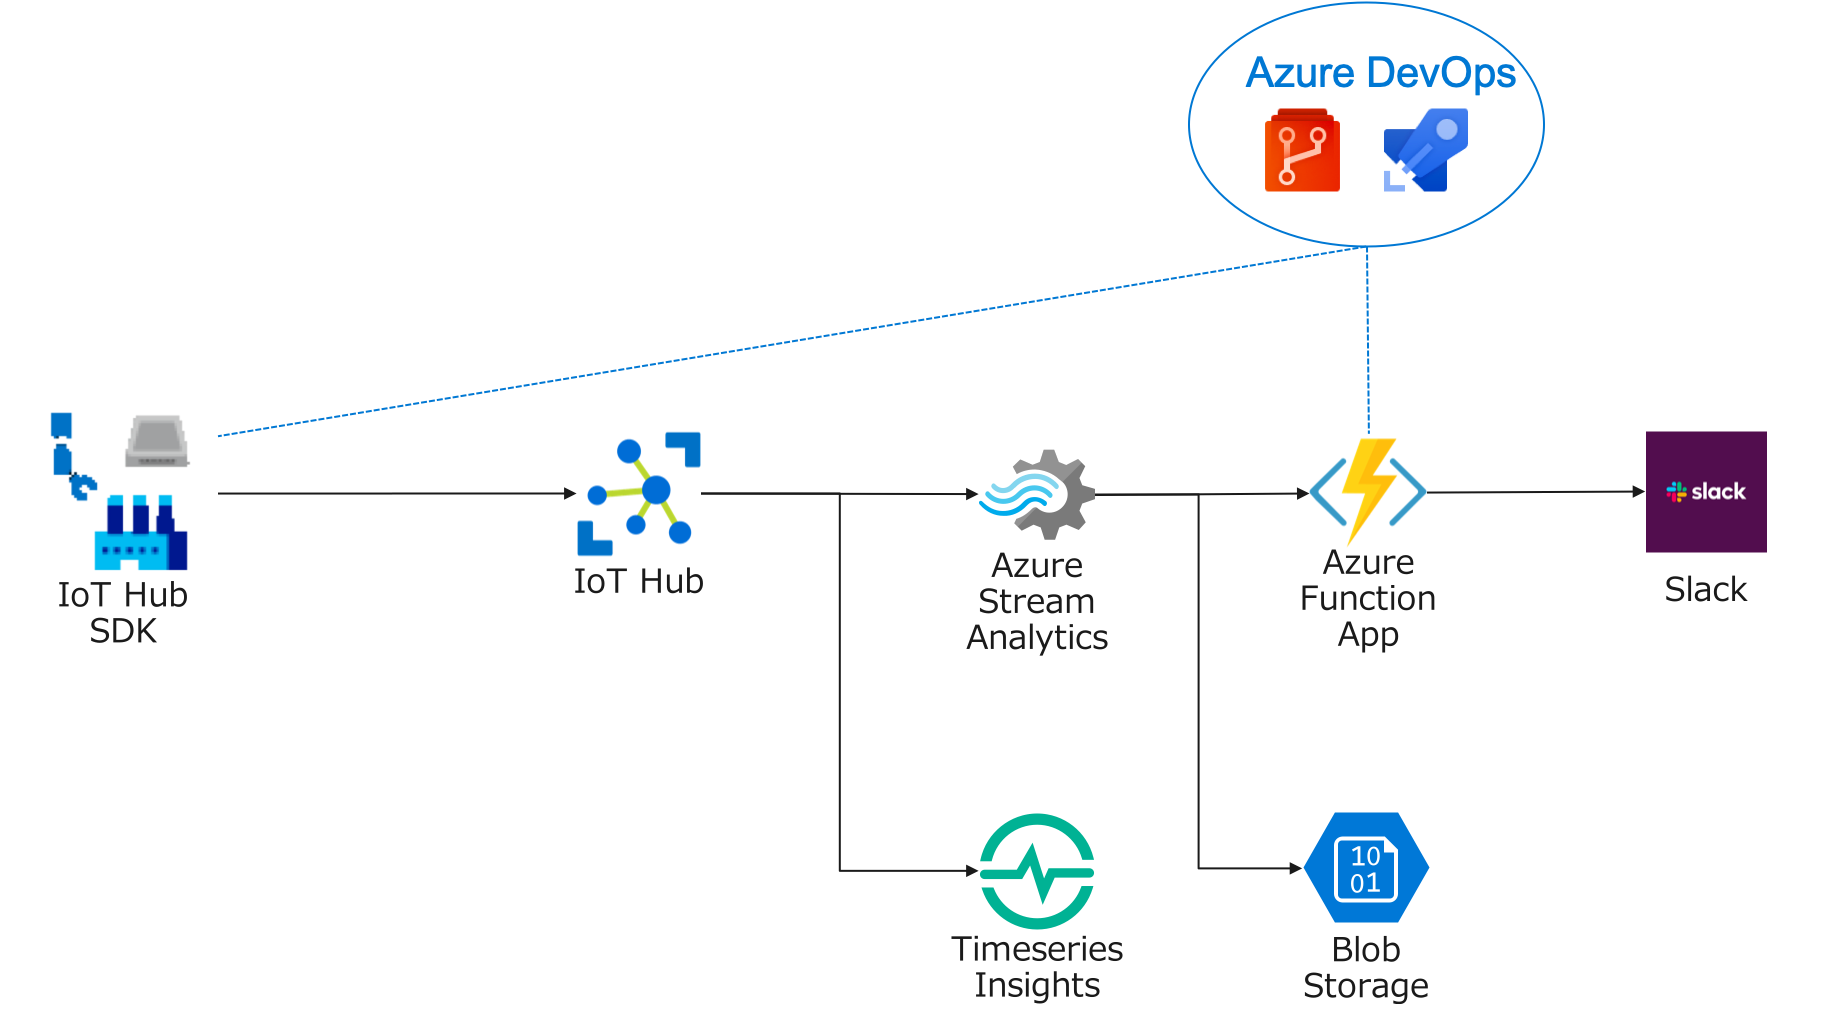 Azure DevOps
IoT Hub
SDK
IoT Hub
Azure
Stream
Analytics
Azure
Function
App
slack
Slack
Timeseries
Insights
10
01
Blob
Storage